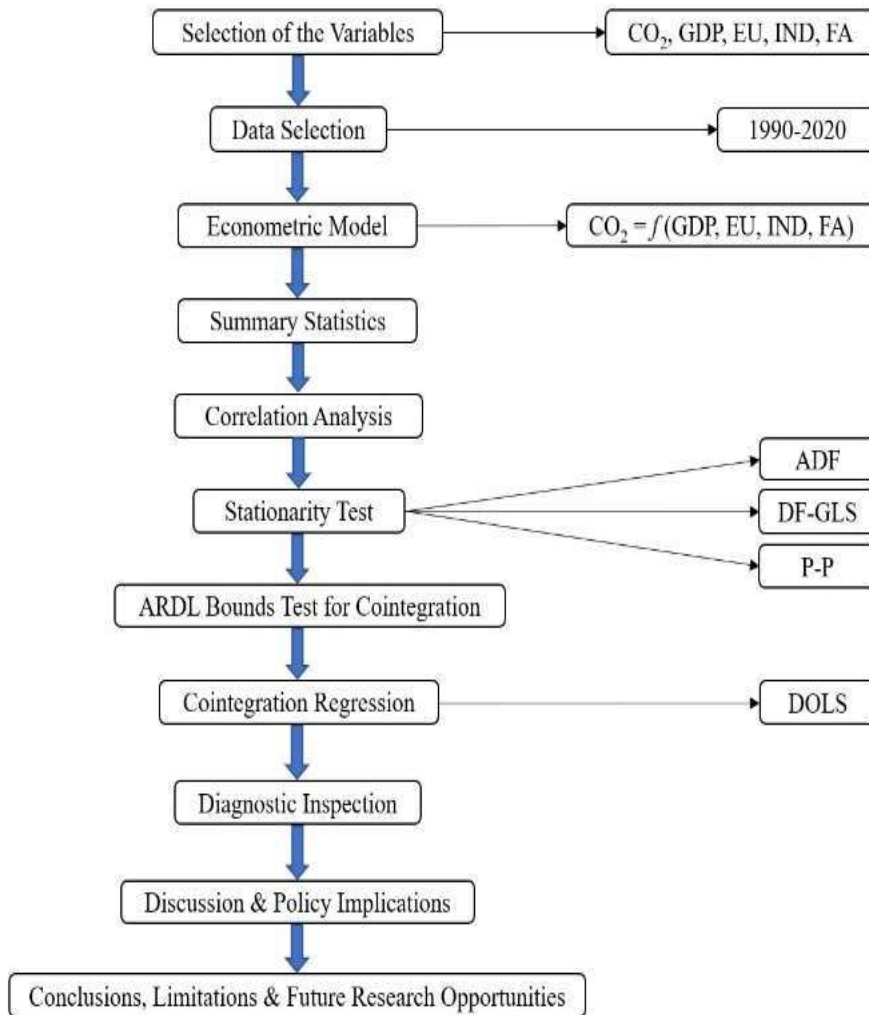 Selection of the Variables
CO₂, GDP, EU, IND, FA
Data Selection
1990-2020
Econometric Model
CO₂ = f (GDP, EU, IND, FA)
Summary Statistics
Correlation Analysis
Stationarity Test
ADF
DF-GLS
P-P
ARDL Bounds Test for Cointegration
Cointegration Regression
DOLS
Diagnostic Inspection
Discussion & Policy Implications
Conclusions, Limitations & Future Research Opportunities